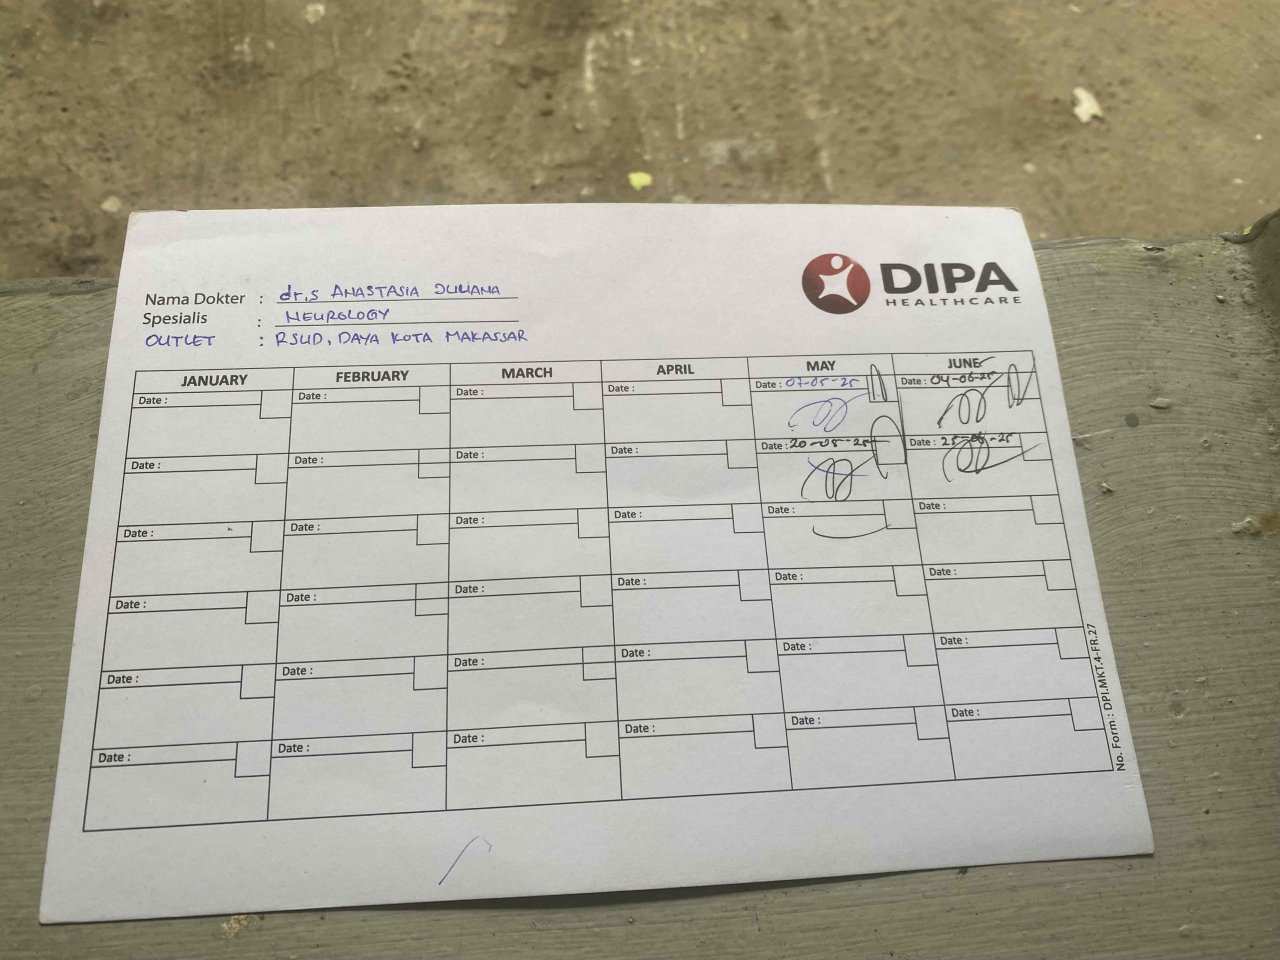 DIPA
HEALTHCARE
Nama Dokter : dr,s ANASTASIA JULIANA
Spesialis : NEUROLOGY
OUTLET : RSUD, DAYA KOTA MAKASSAR
JANUARY FEBRUARY MARCH APRIL MAY JUNE
Date : Date : Date : Date : Date : 07-05-25 Date : 04-06-25
Date : Date : Date : Date : Date : 20-05-25 Date : 25-06-25
Date : Date : Date : Date : Date : Date :
Date : Date : Date : Date : Date : Date :
Date : Date : Date : Date : Date : Date :
Date : Date : Date : Date : Date : Date :
No. Form : DPI.MKT.4-FR.27